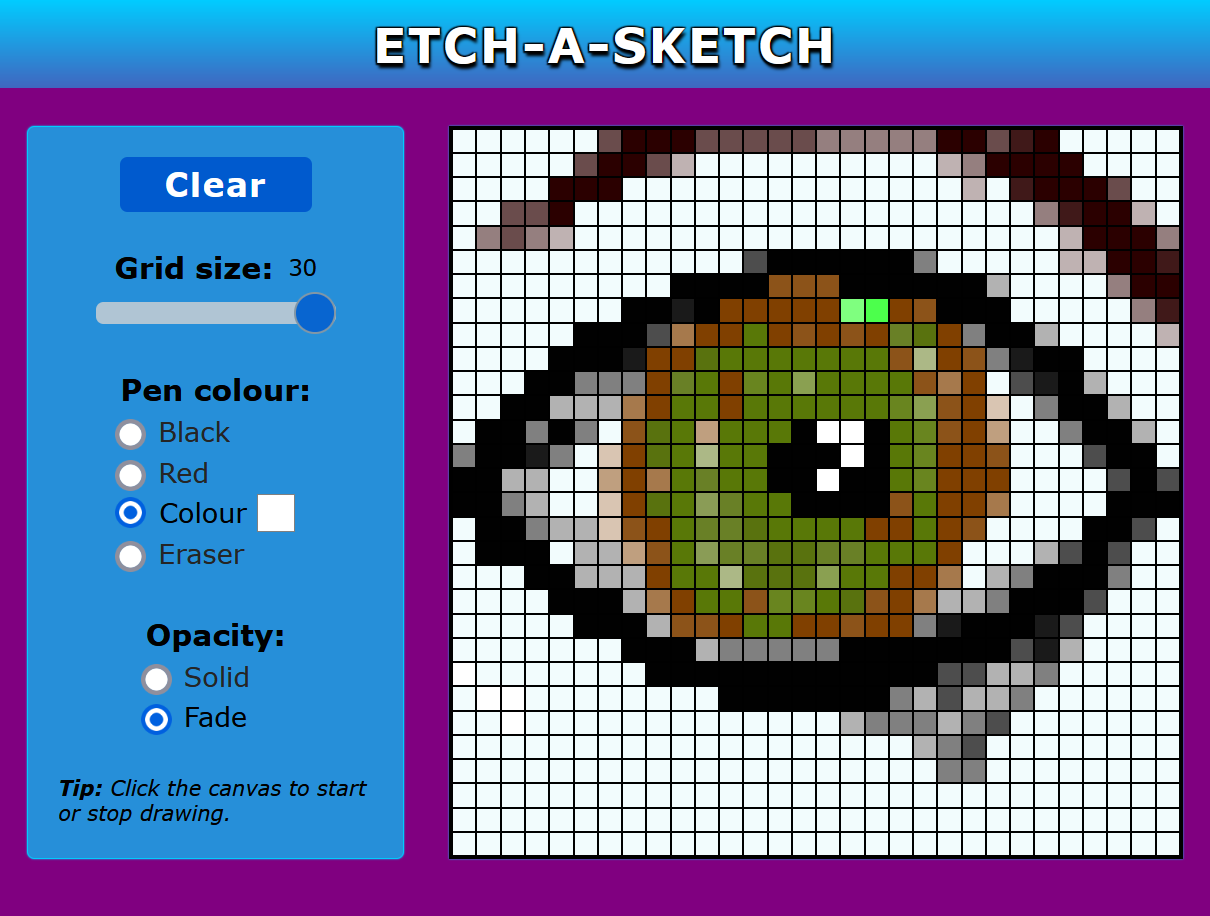 ETCH-A-SKETCH
Clear
Grid size: 30
Pen colour:
Black
Red
Colour
Eraser
Opacity:
Solid
Fade
Tip: Click the canvas to start
or stop drawing.